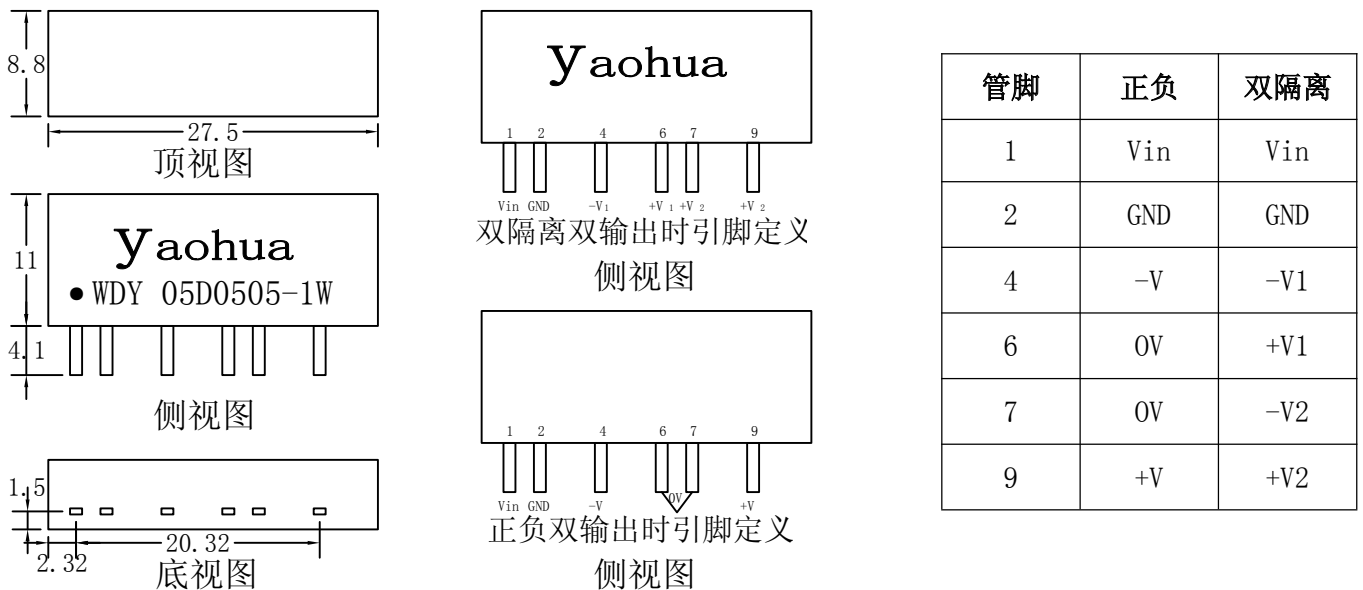 8.8
27.5
顶视图
yaohua
11
●WDY 05D0505-1W
4.1
侧视图
1.5
2.32
20.32
底视图
yaohua
1 2 4 6 7 9
Vin GND -V1 +V1 +V2 +V2
双隔离双输出时引脚定义
侧视图
1 2 4 6 7 9
Vin GND -V 0V +V
正负双输出时引脚定义
侧视图
管脚 正负 双隔离
1 Vin Vin
2 GND GND
4 -V -V1
6 0V +V1
7 0V -V2
9 +V +V2